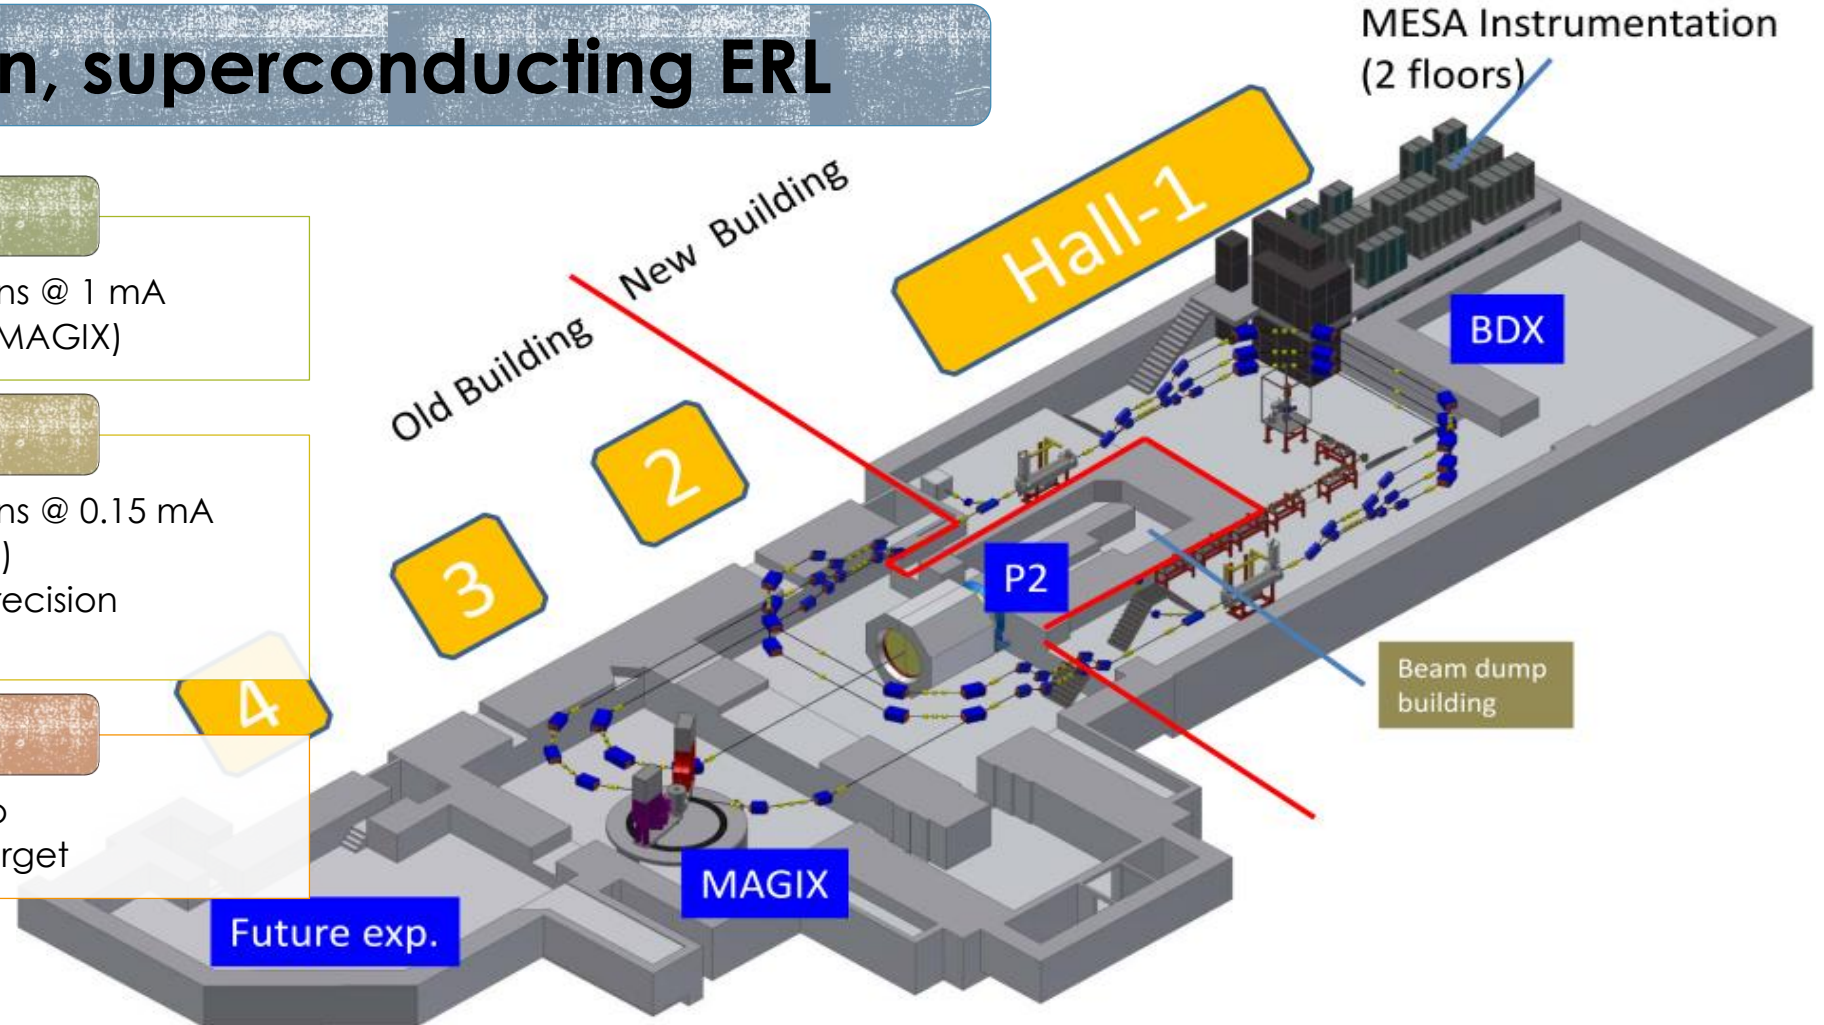 n, superconducting ERL
MESA Instrumentation
(2 floors)
ns @ 1 mA
MAGIX)
ns @ 0.15 mA
)
recision
rget
Old Building
New Building
Hall-1
2
3
4
BDX
P2
Beam dump
building
MAGIX
Future exp.